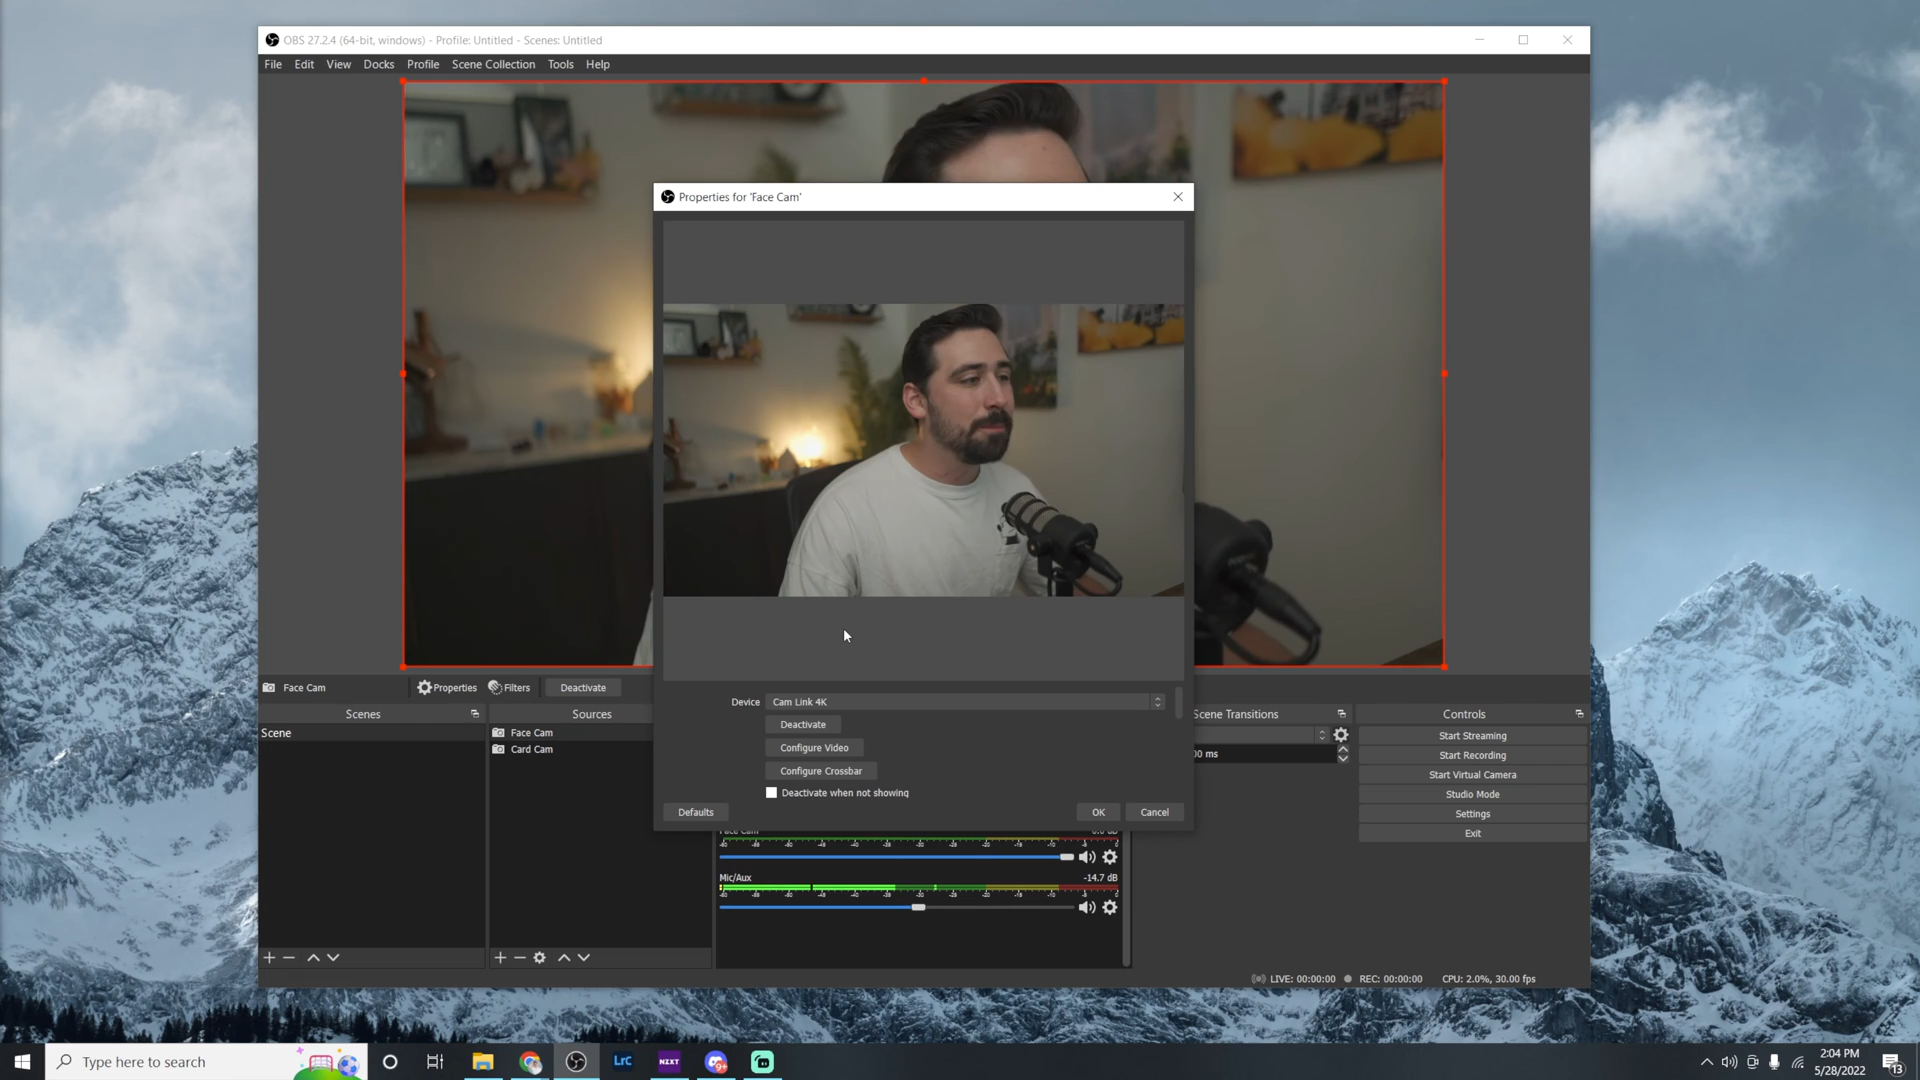 OBS 27.2.4 (64-bit, windows) - Profile: Untitled - Scenes: Untitled
File Edit View Docks Profile Scene Collection Tools Help
Properties for 'Face Cam'
Device Cam Link 4K
Deactivate
Configure Video
Configure Crossbar
Deactivate when not showing
Defaults OK Cancel
Face Cam Properties Filters Deactivate
Scenes Sources Scene Transitions Controls
Scene
Face Cam
Card Cam
00 ms
Start Streaming
Start Recording
Start Virtual Camera
Studio Mode
Settings
Exit
Mic/Aux -14.7 dB
LIVE: 00:00:00 REC: 00:00:00 CPU: 2.0%, 30.00 fps
Type here to search
LrC
NZXT
9+
2:04 PM
5/28/2022
13